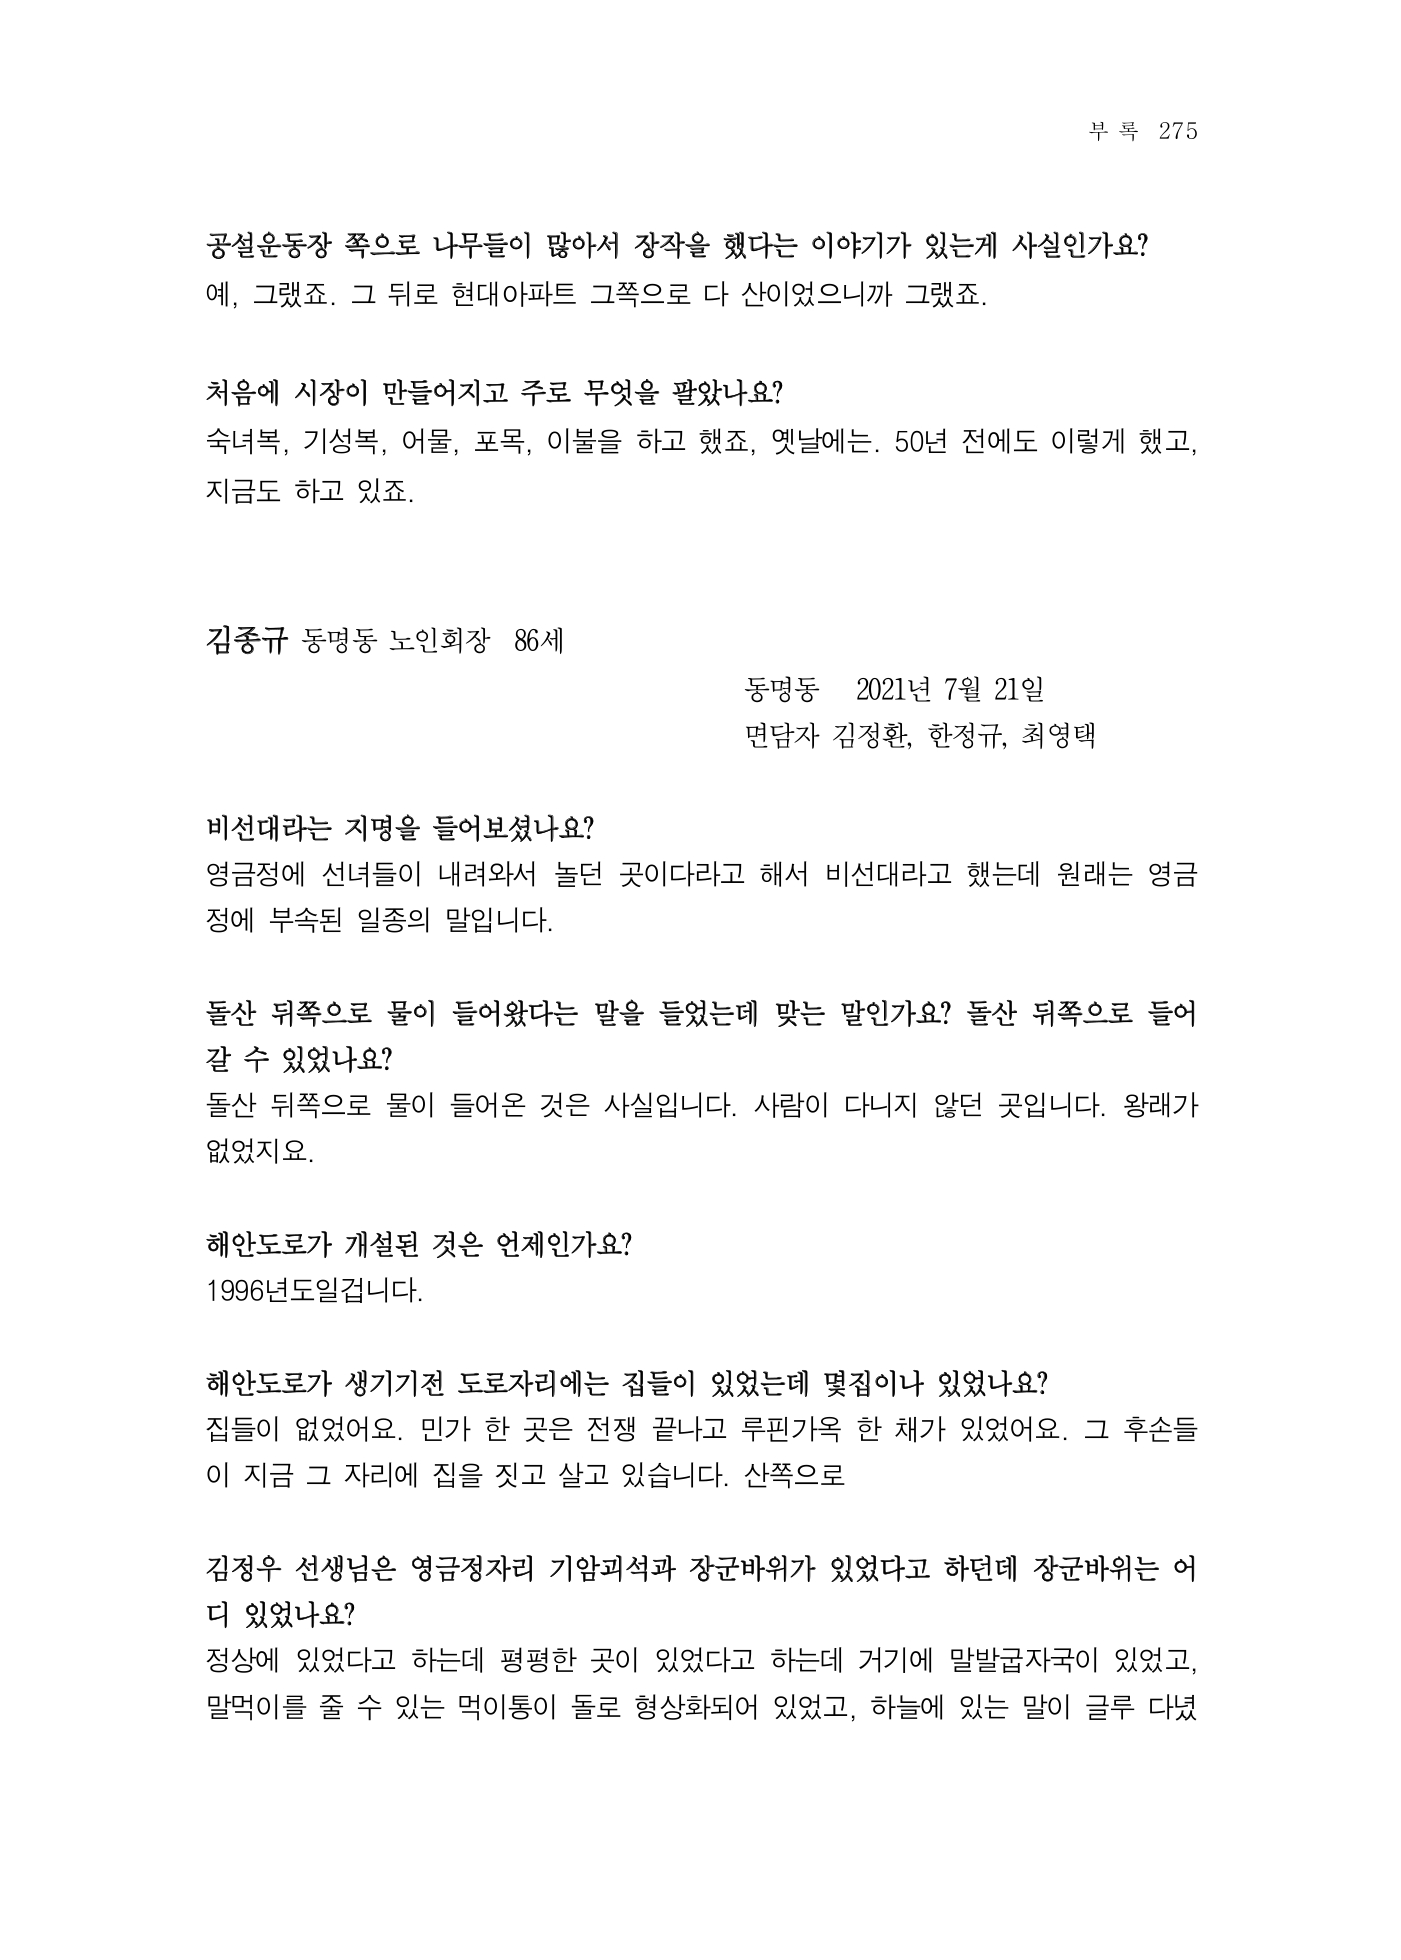 부 록 275
공설운동장 쪽으로 나무들이 많아서 장작을 했다는 이야기가 있는게 사실인가요?
예, 그랬죠. 그 뒤로 현대아파트 그쪽으로 다 산이었으니까 그랬죠.
처음에 시장이 만들어지고 주로 무엇을 팔았나요?
숙녀복, 기성복, 어물, 포목, 이불을 하고 했죠, 옛날에는. 50년 전에도 이렇게 했고,
지금도 하고 있죠.
김종규 동명동 노인회장 86세
동명동 2021년 7월 21일
면담자 김정환, 한정규, 최영택
비선대라는 지명을 들어보셨나요?
영금정에 선녀들이 내려와서 놀던 곳이다라고 해서 비선대라고 했는데 원래는 영금
정에 부속된 일종의 말입니다.
돌산 뒤쪽으로 물이 들어왔다는 말을 들었는데 맞는 말인가요? 돌산 뒤쪽으로 들어
갈 수 있었나요?
돌산 뒤쪽으로 물이 들어온 것은 사실입니다. 사람이 다니지 않던 곳입니다. 왕래가
없었지요.
해안도로가 개설된 것은 언제인가요?
1996년도일겁니다.
해안도로가 생기기전 도로자리에는 집들이 있었는데 몇집이나 있었나요?
집들이 없었어요. 민가 한 곳은 전쟁 끝나고 루핀가옥 한 채가 있었어요. 그 후손들
이 지금 그 자리에 집을 짓고 살고 있습니다. 산쪽으로
김정우 선생님은 영금정자리 기암괴석과 장군바위가 있었다고 하던데 장군바위는 어
디 있었나요?
정상에 있었다고 하는데 평평한 곳이 있었다고 하는데 거기에 말발굽자국이 있었고,
말먹이를 줄 수 있는 먹이통이 돌로 형상화되어 있었고, 하늘에 있는 말이 글루 다녔